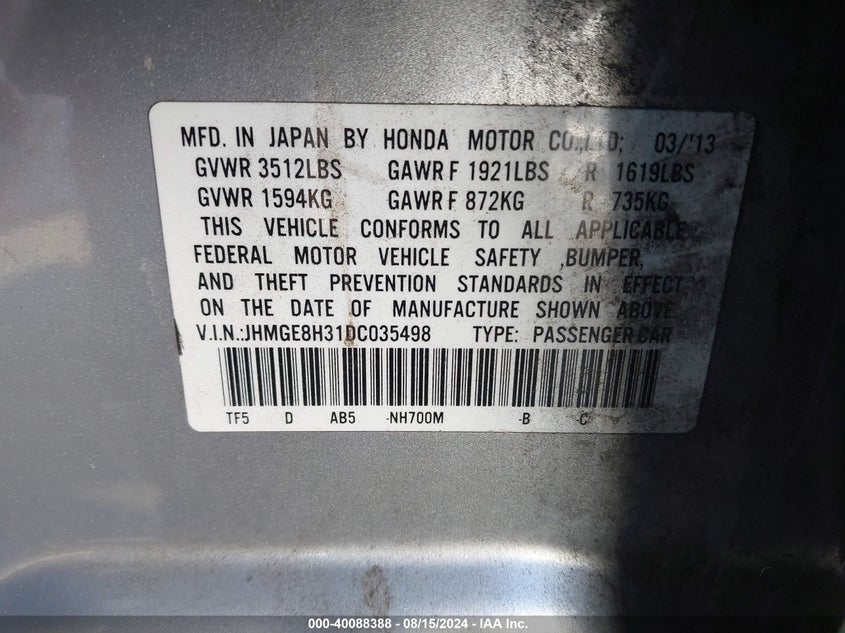 MFD. IN JAPAN BY HONDA MOTOR CO.,LTD; 03/'13
GVWR 3512LBS GAWR F 1921LBS R 1619LBS
GVWR 1594KG GAWR F 872KG R 735KG
THIS VEHICLE CONFORMS TO ALL APPLICABLE
FEDERAL MOTOR VEHICLE SAFETY ,BUMPER,
AND THEFT PREVENTION STANDARDS IN EFFECT
ON THE DATE OF MANUFACTURE SHOWN ABOVE.
V.I.N.:JHMGE8H31DC035498 TYPE: PASSENGER CAR
TF5 D AB5 -NH700M -B -C
000-40088388 - 08/15/2024 - IAA Inc.